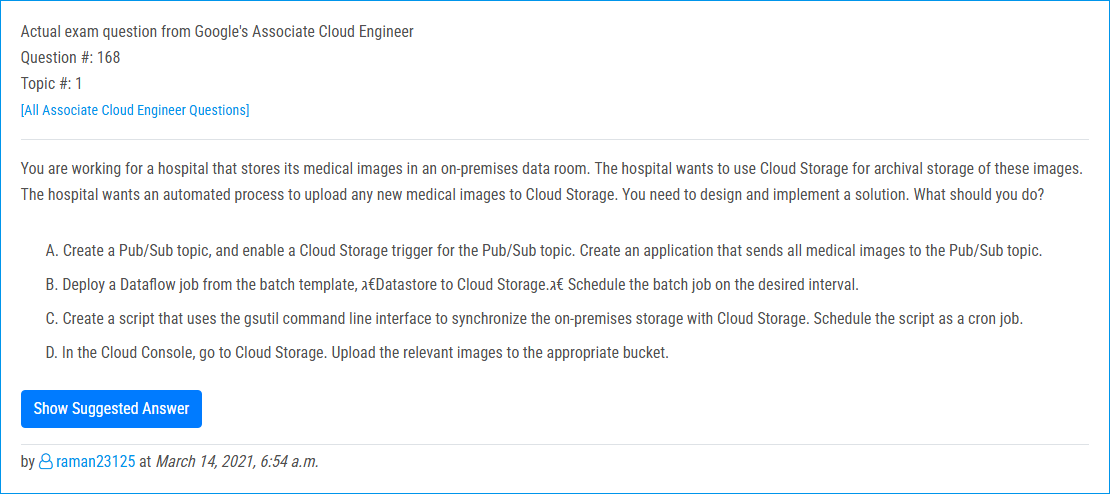 Actual exam question from Google's Associate Cloud Engineer
Question #: 168
Topic #: 1
[All Associate Cloud Engineer Questions]
You are working for a hospital that stores its medical images in an on-premises data room. The hospital wants to use Cloud Storage for archival storage of these images.
The hospital wants an automated process to upload any new medical images to Cloud Storage. You need to design and implement a solution. What should you do?
A. Create a Pub/Sub topic, and enable a Cloud Storage trigger for the Pub/Sub topic. Create an application that sends all medical images to the Pub/Sub topic.
B. Deploy a Dataflow job from the batch template, ג€Datastore to Cloud Storage.ג€ Schedule the batch job on the desired interval.
C. Create a script that uses the gsutil command line interface to synchronize the on-premises storage with Cloud Storage. Schedule the script as a cron job.
D. In the Cloud Console, go to Cloud Storage. Upload the relevant images to the appropriate bucket.
Show Suggested Answer
by raman23125 at March 14, 2021, 6:54 a.m.